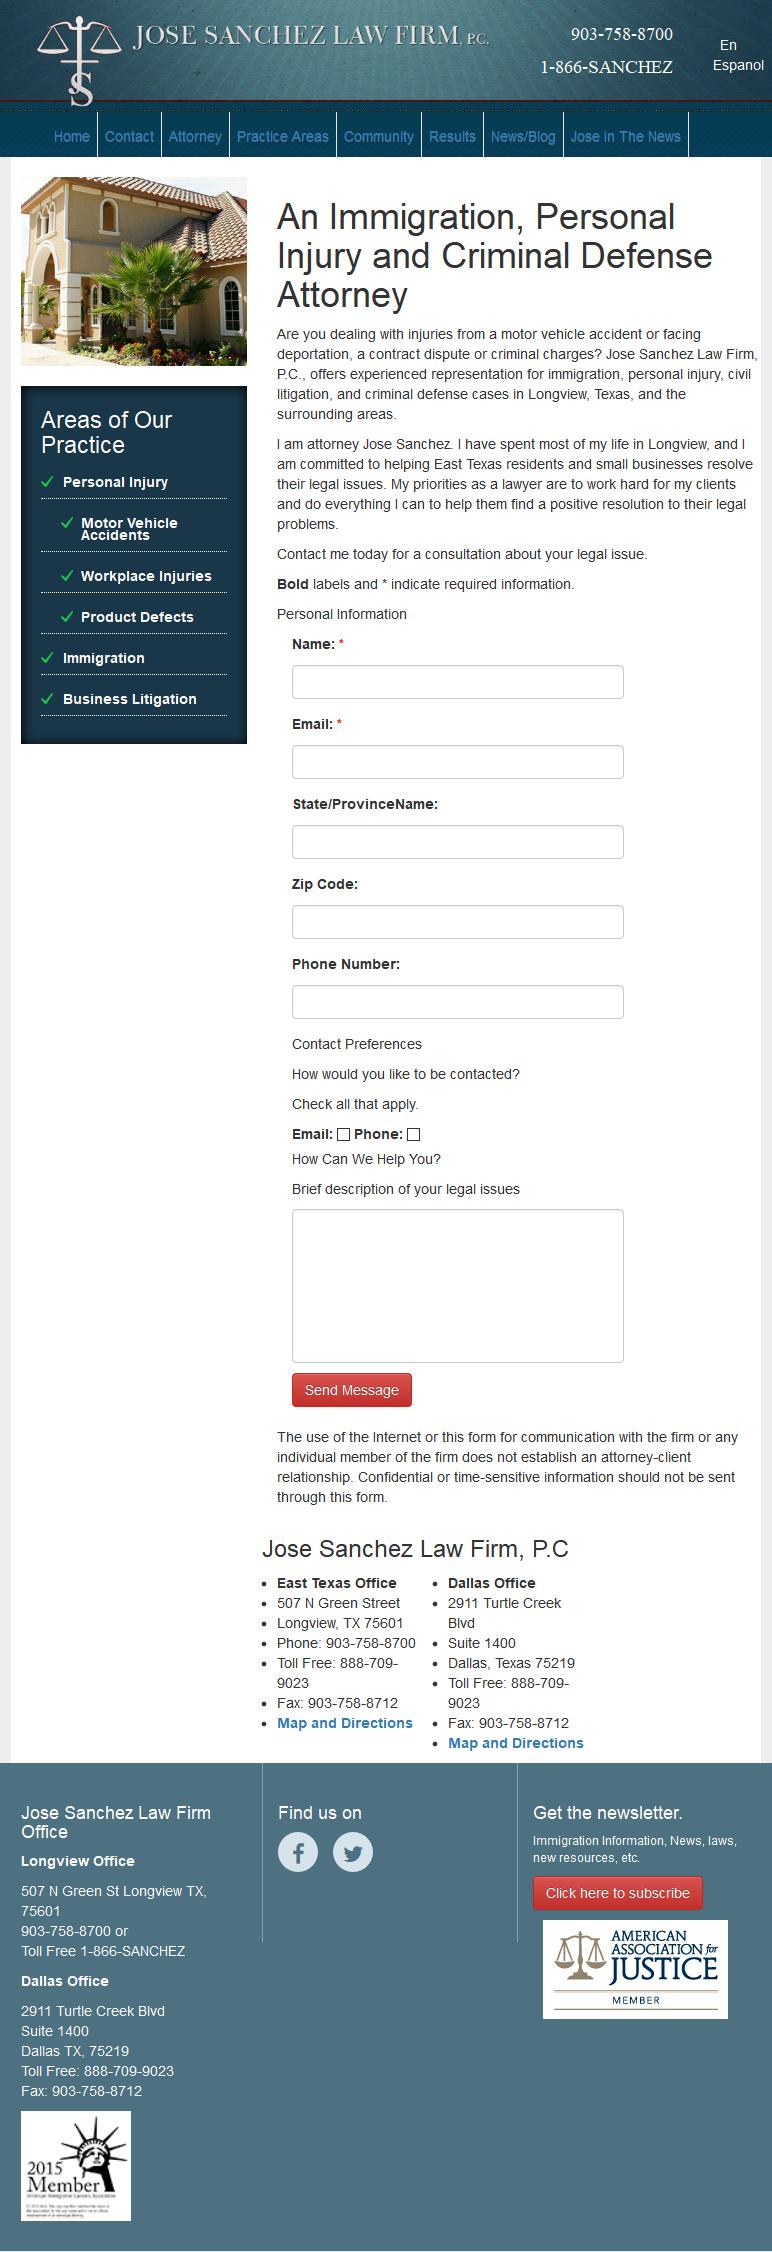 JOSE SANCHEZ LAW FIRM, P.C.
903-758-8700
1-866-SANCHEZ
En
Espanol
Home
Contact
Attorney
Practice Areas
Community
Results
News/Blog
Jose In The News
An Immigration, Personal
Injury and Criminal Defense
Attorney
Are you dealing with injuries from a motor vehicle accident or facing
deportation, a contract dispute or criminal charges? Jose Sanchez Law Firm,
P.C., offers experienced representation for immigration, personal injury, civil
litigation, and criminal defense cases in Longview, Texas, and the
surrounding areas.
I am attorney Jose Sanchez. I have spent most of my life in Longview, and I
am committed to helping East Texas residents and small businesses resolve
their legal issues. My priorities as a lawyer are to work hard for my clients
and do everything I can to help them find a positive resolution to their legal
problems.
Contact me today for a consultation about your legal issue.
Bold labels and * indicate required information.
Areas of Our
Practice
Personal Injury
Motor Vehicle
Accidents
Workplace Injuries
Product Defects
Immigration
Business Litigation
Personal Information
Name: *
Email: *
State/ProvinceName:
Zip Code:
Phone Number:
Contact Preferences
How would you like to be contacted?
Check all that apply.
Email: Phone:
How Can We Help You?
Brief description of your legal issues
Send Message
The use of the Internet or this form for communication with the firm or any
individual member of the firm does not establish an attorney-client
relationship. Confidential or time-sensitive information should not be sent
through this form.
Jose Sanchez Law Firm, P.C
East Texas Office
507 N Green Street
Longview, TX 75601
Phone: 903-758-8700
Toll Free: 888-709-
9023
Fax: 903-758-8712
Map and Directions
Dallas Office
2911 Turtle Creek
Blvd
Suite 1400
Dallas, Texas 75219
Toll Free: 888-709-
9023
Fax: 903-758-8712
Map and Directions
Jose Sanchez Law Firm
Office
Longview Office
507 N Green St Longview TX,
75601
903-758-8700 or
Toll Free 1-866-SANCHEZ
Dallas Office
2911 Turtle Creek Blvd
Suite 1400
Dallas TX, 75219
Toll Free: 888-709-9023
Fax: 903-758-8712
2015
Member
American Immigration Lawyers Association
Find us on
Get the newsletter.
Immigration Information, News, laws,
new resources, etc.
Click here to subscribe
AMERICAN
ASSOCIATION for
JUSTICE
MEMBER